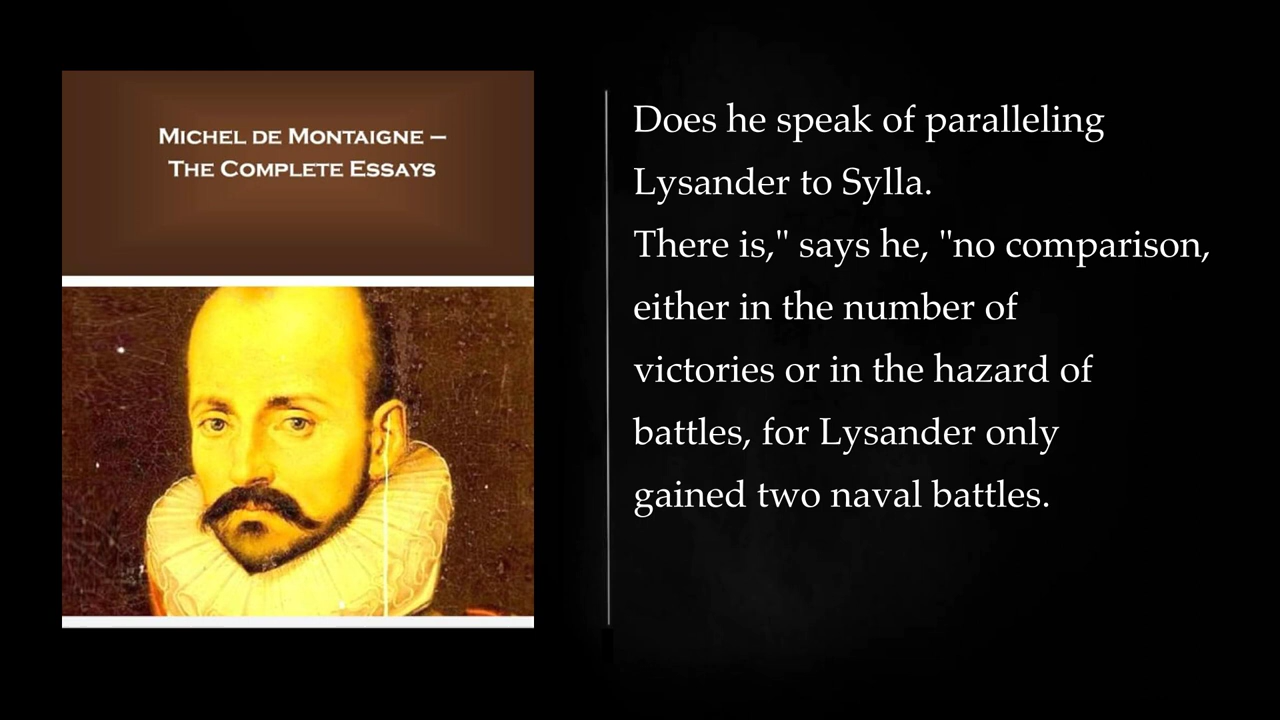 MICHEL DE MONTAIGNE –
THE COMPLETE ESSAYS
Does he speak of paralleling
Lysander to Sylla.
There is," says he, "no comparison,
either in the number of
victories or in the hazard of
battles, for Lysander only
gained two naval battles.